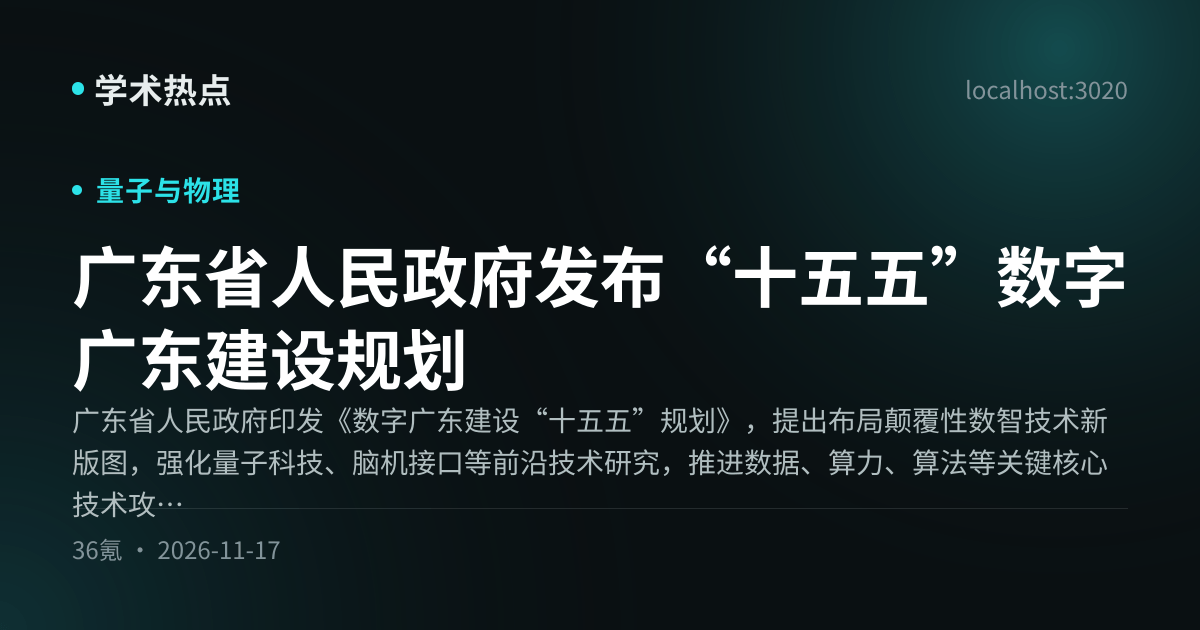 学术热点
localhost:3020
量子与物理
广东省人民政府发布“十五五”数字
广东建设规划
广东省人民政府印发《数字广东建设“十五五”规划》，提出布局颠覆性数智技术新
版图，强化量子科技、脑机接口等前沿技术研究，推进数据、算力、算法等关键核心
技术攻…
36氪 · 2026-11-17